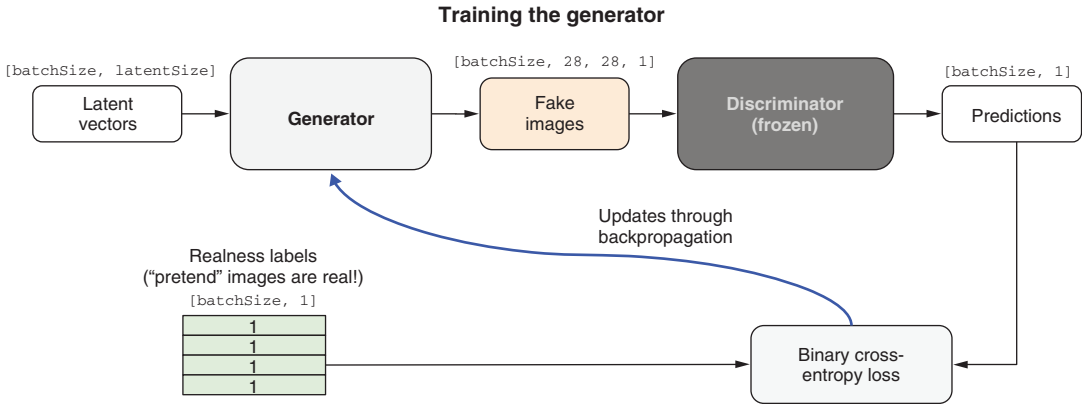 Training the generator
[batchSize, latentSize]
Latent
vectors
Generator
[batchSize, 28, 28, 1]
Fake
images
Discriminator
(frozen)
[batchSize, 1]
Predictions
Updates through
backpropagation
Realness labels
(“pretend” images are real!)
[batchSize, 1]
1
1
1
1
Binary cross-
entropy loss